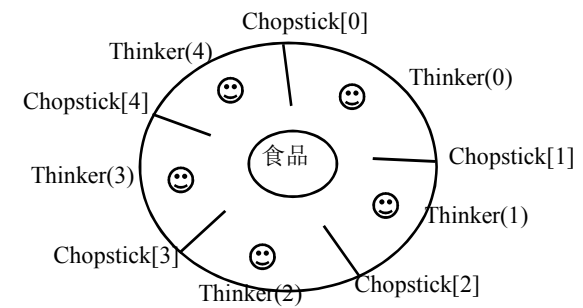 Chopstick[0]
Thinker(4)
Thinker(0)
Chopstick[4]
食品
Chopstick[1]
Thinker(3)
Thinker(1)
Chopstick[3]
Chopstick[2]
Thinker(2)